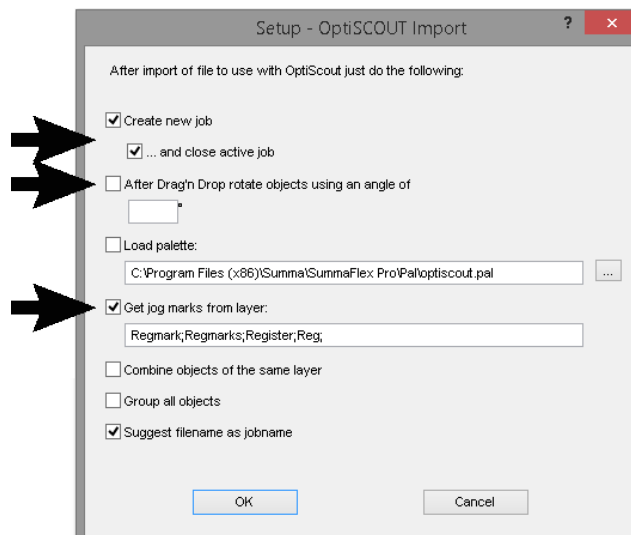 Setup - OptiSCOUT Import ?
After import of file to use with OptiScout just do the following:
Create new job
... and close active job
After Drag'n Drop rotate objects using an angle of
°
Load palette:
C:\Program Files (x86)\Summa\SummaFlex Pro\Pal\optiscout.pal ...
Get jog marks from layer:
Regmark;Regmarks;Register;Reg;
Combine objects of the same layer
Group all objects
Suggest filename as jobname
OK Cancel